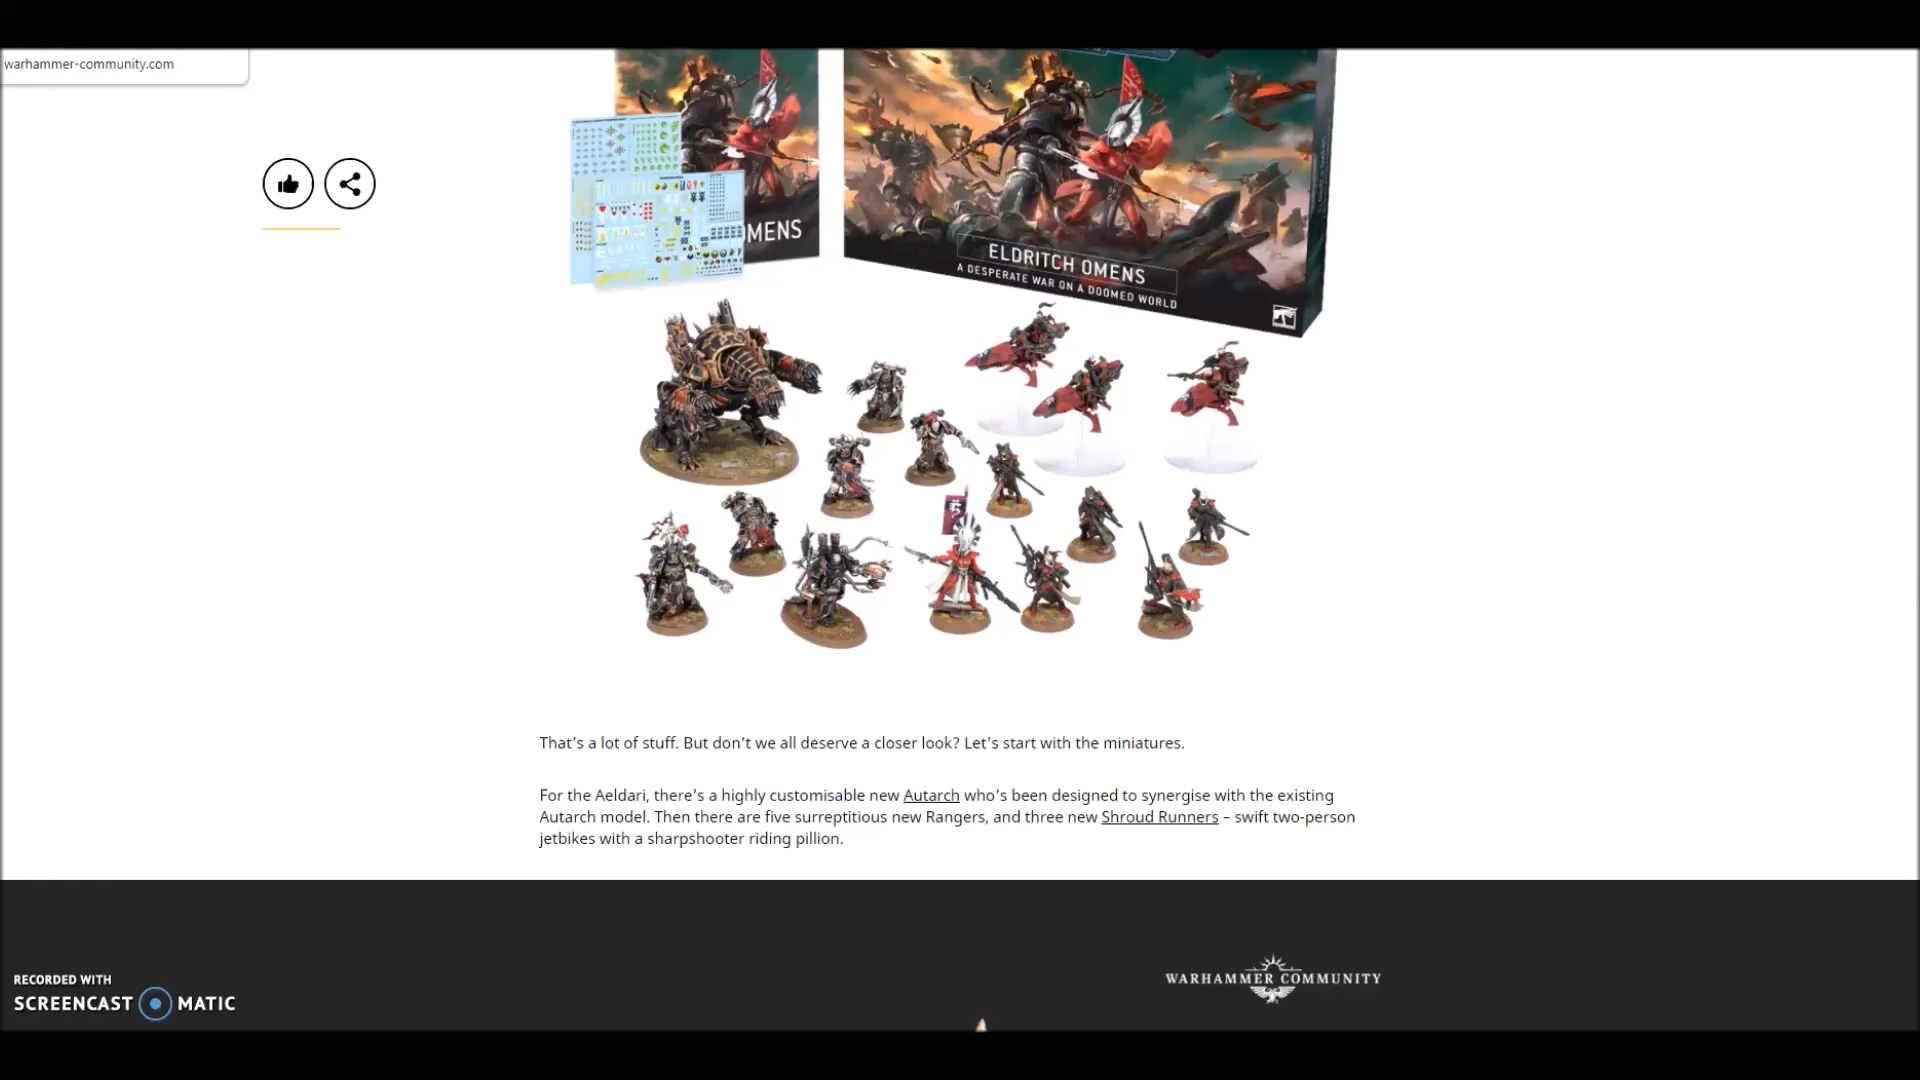 warhammer-community.com
OMENS
ELDRITCH OMENS
A DESPERATE WAR ON A DOOMED WORLD
That's a lot of stuff. But don't we all deserve a closer look? Let's start with the miniatures.
For the Aeldari, there's a highly customisable new Autarch who's been designed to synergise with the existing
Autarch model. Then there are five surreptitious new Rangers, and three new Shroud Runners – swift two-person
jetbikes with a sharpshooter riding pillion.
WARHAMMER COMMUNITY
RECORDED WITH
SCREENCAST MATIC